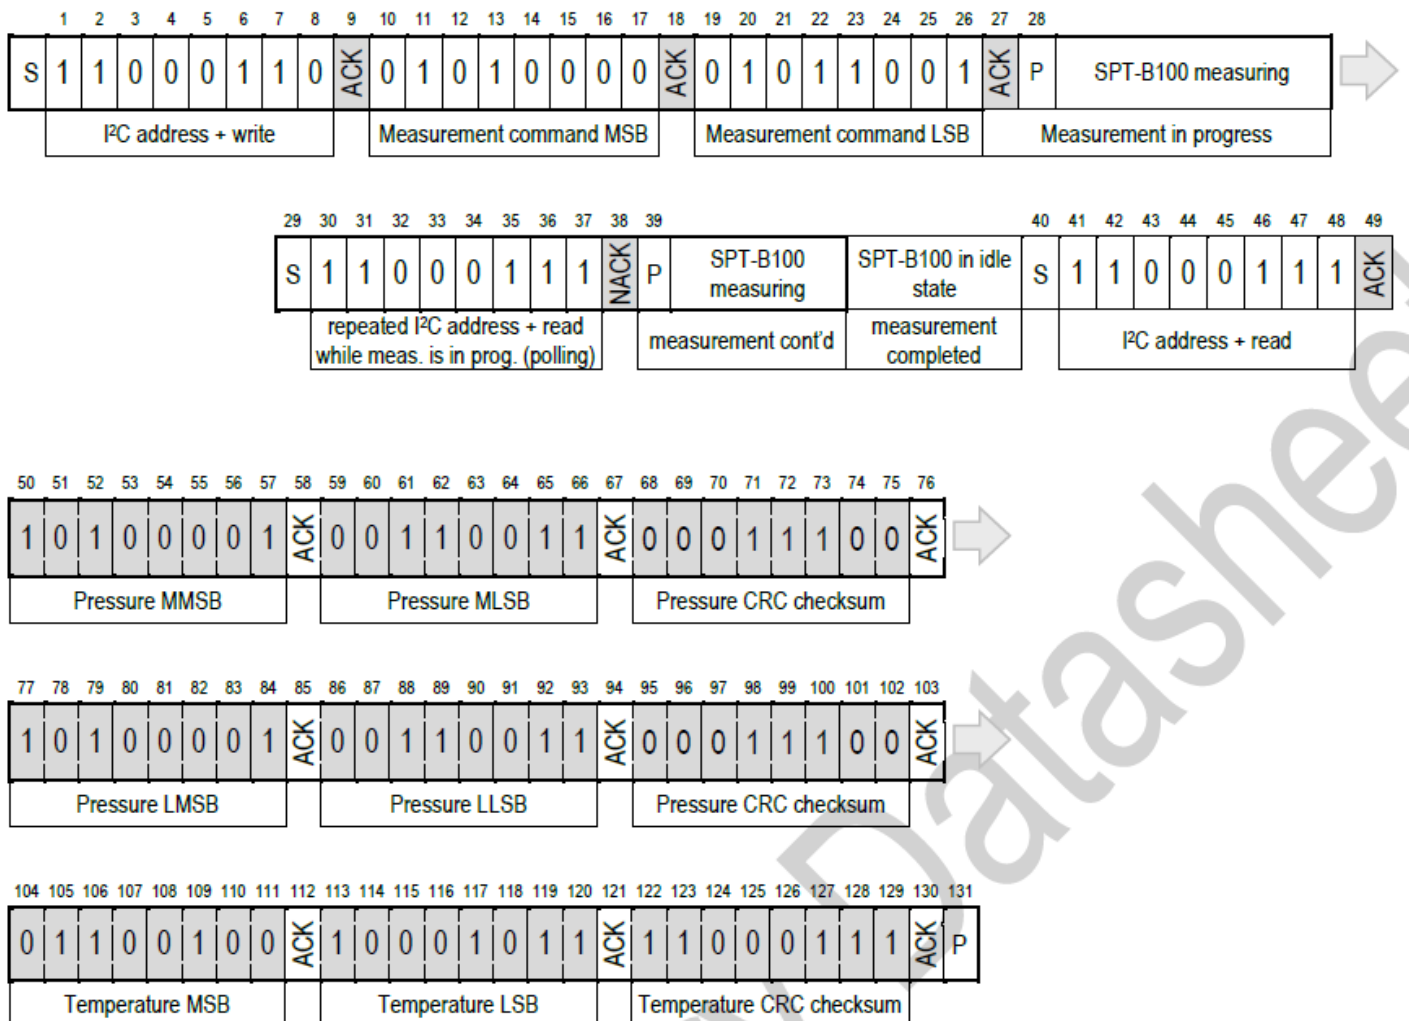 1 2 3 4 5 6 7 8 9 10 11 12 13 14 15 16 17 18 19 20 21 22 23 24 25 26 27 28
S 1 1 0 0 0 1 1 0 ACK 0 1 0 1 0 0 0 0 ACK 0 1 0 1 1 0 0 1 ACK P SPT-B100 measuring
I²C address + write Measurement command MSB Measurement command LSB Measurement in progress
29 30 31 32 33 34 35 36 37 38 39 40 41 42 43 44 45 46 47 48 49
S 1 1 0 0 0 1 1 1 NACK P SPT-B100 measuring SPT-B100 in idle state S 1 1 0 0 0 1 1 1 ACK
repeated I²C address + read
while meas. is in prog. (polling)
measurement cont'd
measurement
completed
I²C address + read
50 51 52 53 54 55 56 57 58 59 60 61 62 63 64 65 66 67 68 69 70 71 72 73 74 75 76
1 0 1 0 0 0 0 1 ACK 0 0 1 1 0 0 1 1 ACK 0 0 0 1 1 1 0 0 ACK
Pressure MMSB Pressure MLSB Pressure CRC checksum
77 78 79 80 81 82 83 84 85 86 87 88 89 90 91 92 93 94 95 96 97 98 99 100 101 102 103
1 0 1 0 0 0 0 1 ACK 0 0 1 1 0 0 1 1 ACK 0 0 0 1 1 1 0 0 ACK
Pressure LMSB Pressure LLSB Pressure CRC checksum
104 105 106 107 108 109 110 111 112 113 114 115 116 117 118 119 120 121 122 123 124 125 126 127 128 129 130 131
0 1 1 0 0 1 0 0 ACK 1 0 0 0 1 0 1 1 ACK 1 1 0 0 0 1 1 1 ACK P
Temperature MSB Temperature LSB Temperature CRC checksum
Datashee